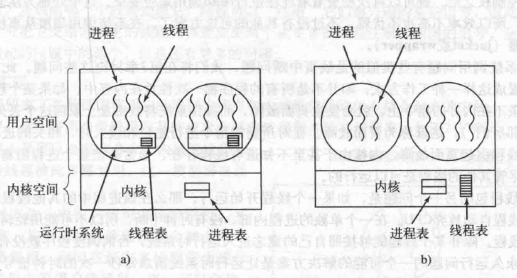 进程 线程
进程 线程
用户空间
内核空间
内核
内核
运行时系统 线程表 进程表
进程表 线程表
a)
b)